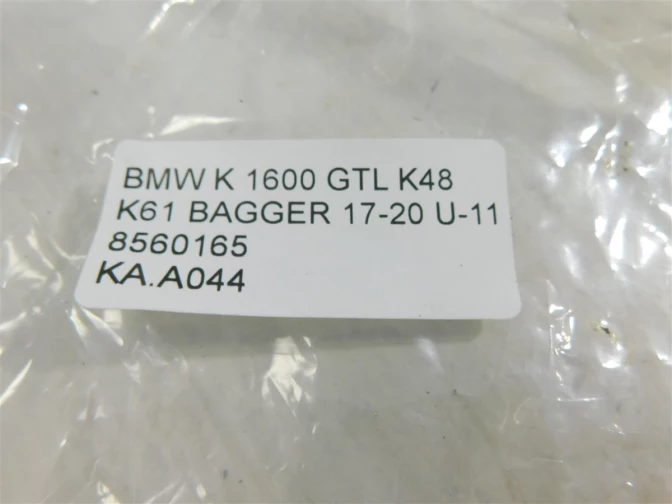 BMW K 1600 GTL K48
K61 BAGGER 17-20 U-11
8560165
KA.A044